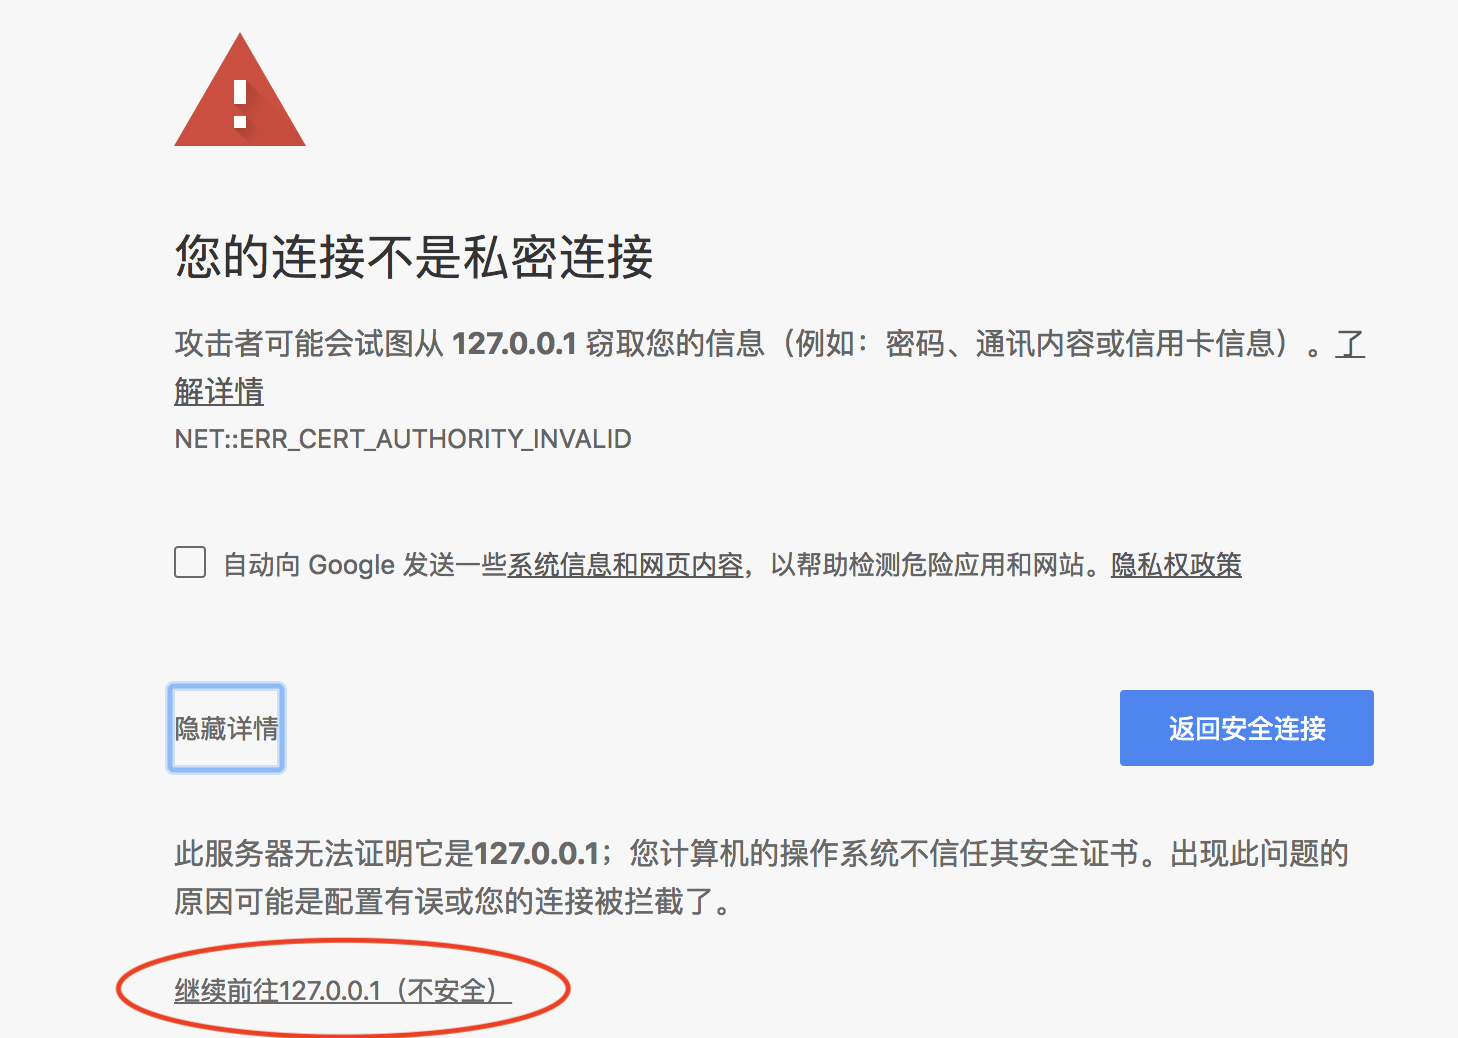 您的连接不是私密连接
攻击者可能会试图从 127.0.0.1 窃取您的信息（例如：密码、通讯内容或信用卡信息）。了
解详情
NET::ERR_CERT_AUTHORITY_INVALID
自动向 Google 发送一些系统信息和网页内容，以帮助检测危险应用和网站。隐私权政策
隐藏详情
返回安全连接
此服务器无法证明它是127.0.0.1；您计算机的操作系统不信任其安全证书。出现此问题的
原因可能是配置有误或您的连接被拦截了。
继续前往127.0.0.1（不安全）